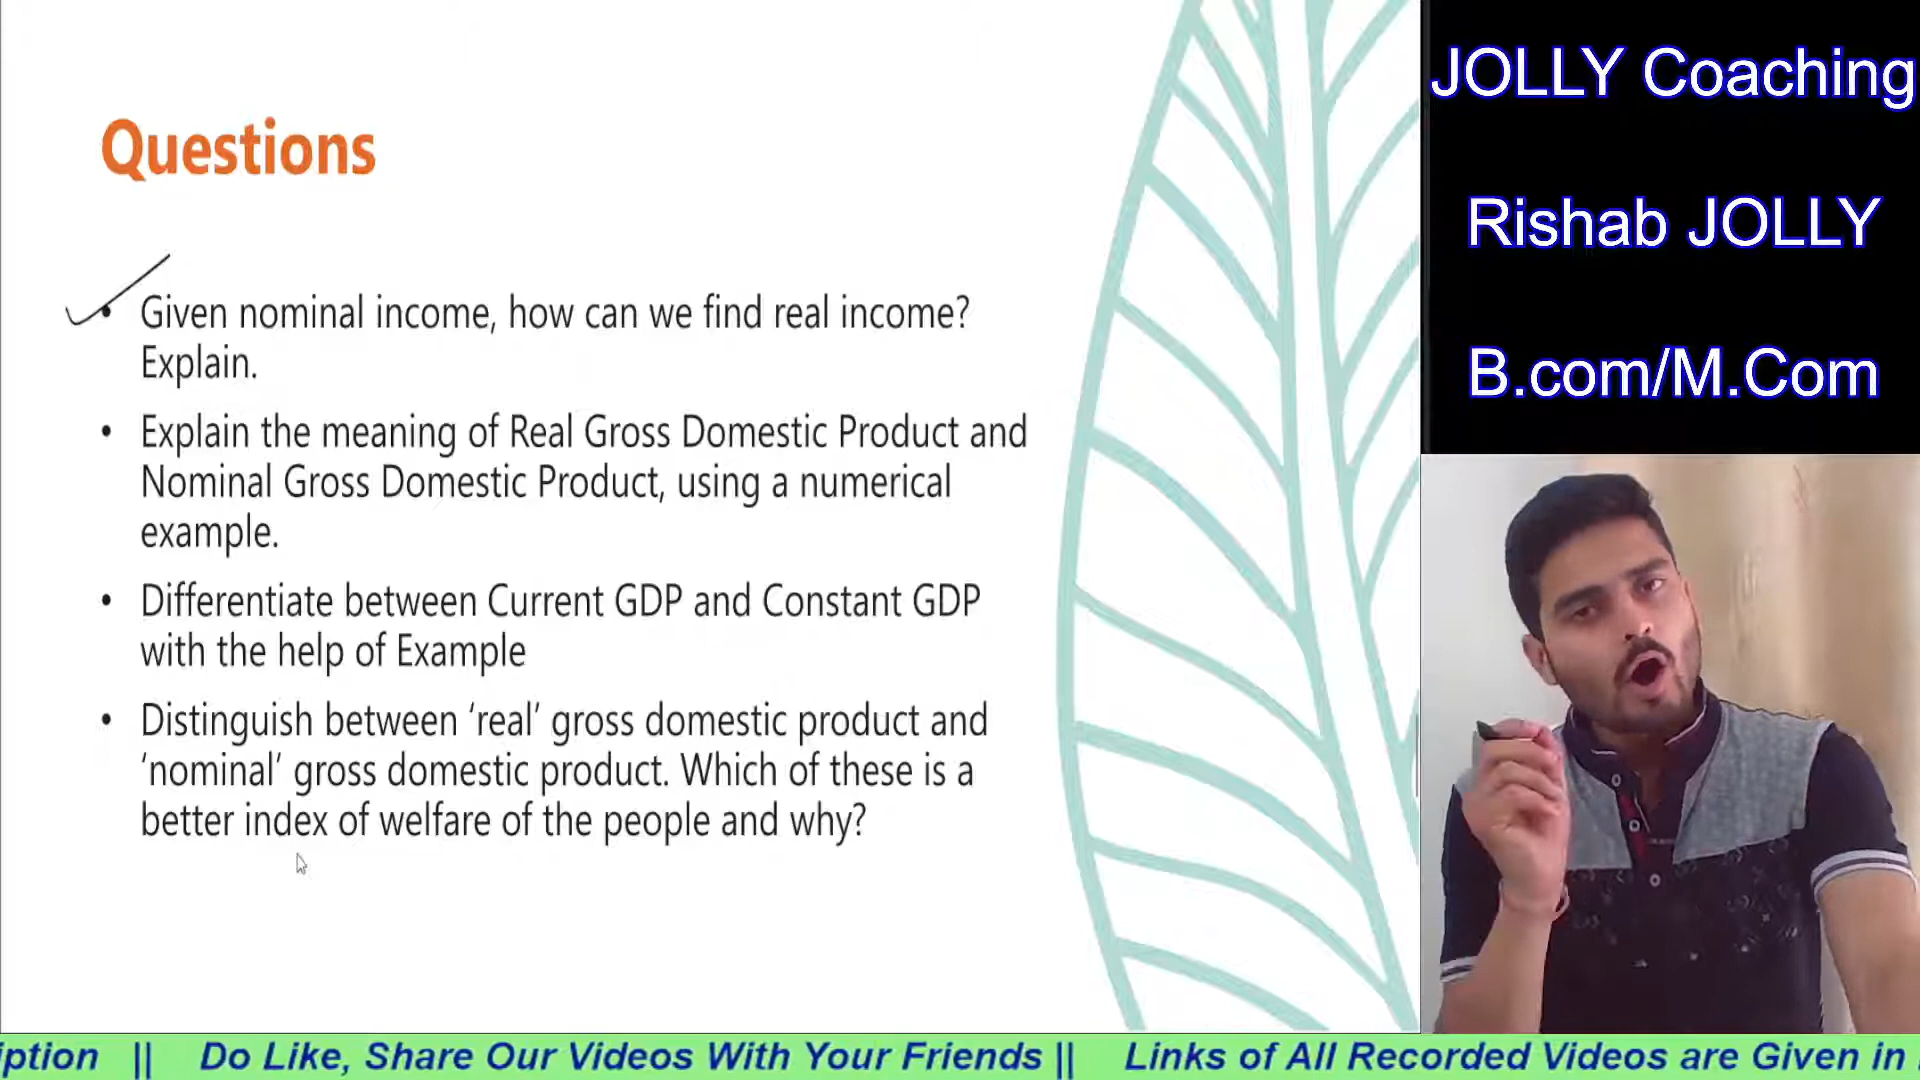 Questions
• Given nominal income, how can we find real income?
Explain.
• Explain the meaning of Real Gross Domestic Product and
Nominal Gross Domestic Product, using a numerical
example.
• Differentiate between Current GDP and Constant GDP
with the help of Example
• Distinguish between ‘real’ gross domestic product and
‘nominal’ gross domestic product. Which of these is a
better index of welfare of the people and why?
JOLLY Coaching
Rishab JOLLY
B.com/M.Com
iption || Do Like, Share Our Videos With Your Friends || Links of All Recorded Videos are Given in